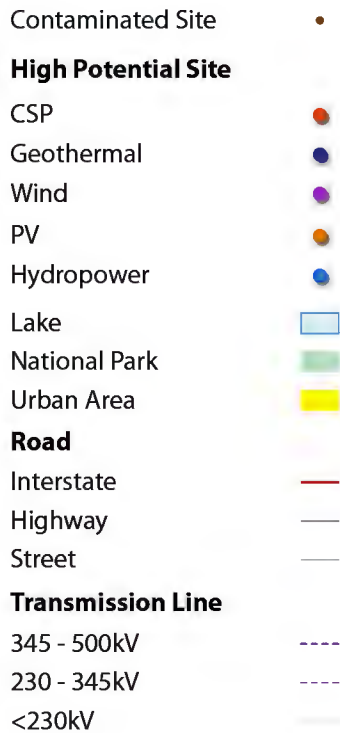 Contaminated Site
High Potential Site
CSP
Geothermal
Wind
PV
Hydropower
Lake
National Park
Urban Area
Road
Interstate
Highway
Street
Transmission Line
345 - 500kV
230 - 345kV
<230kV